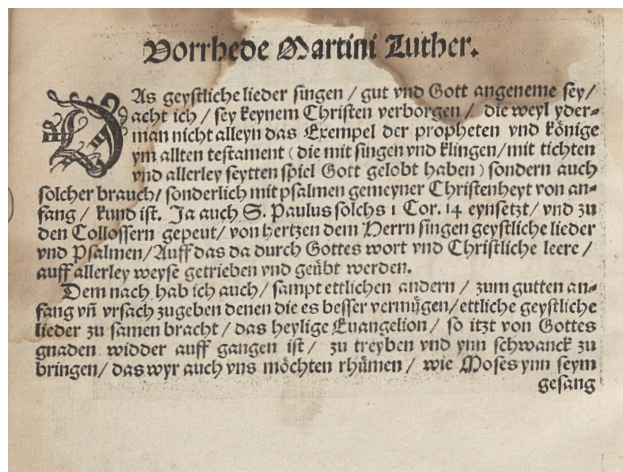 Vorrhede Martini Luther.
DAs geystliche lieder singen / gut vnd Gott angeneme sey /
acht ich / sey keynem Christen verborgen / die weyl yder⸗
man nicht alleyn das Exempel der propheten vnd könige
ym allten testament ( die mit singen vnd klingen / mit tichten
vnd allerley seytten spiel Gott gelobt haben ) sondern auch
solcher brauch / sonderlich mit psalmen gemeyner Christenheyt von an⸗
fang / kund ist. Ja auch S. Paulus solchs 1 Cor. 14 eynsetzt / vnd zu
den Collossern gepeut / von hertzen dem Herrn singen geystliche lieder
vnd Psalmen / Auff das da durch Gottes wort vnd Christliche leere /
auff allerley weyse getrieben vnd geübt werden.
Dem nach hab ich auch / sampt ettlichen andern / zum gutten an⸗
fang vn̄ vrsach zugeben denen die es besser vermügen / ettliche geystliche
lieder zu samen bracht / das heylige Euangelion / so itzt von Gottes
gnaden widder auff gangen ist / zu treyben vnd ynn schwanck zu
bringen / das wyr auch vns möchten rhümen / wie Moses ynn seym
gesang